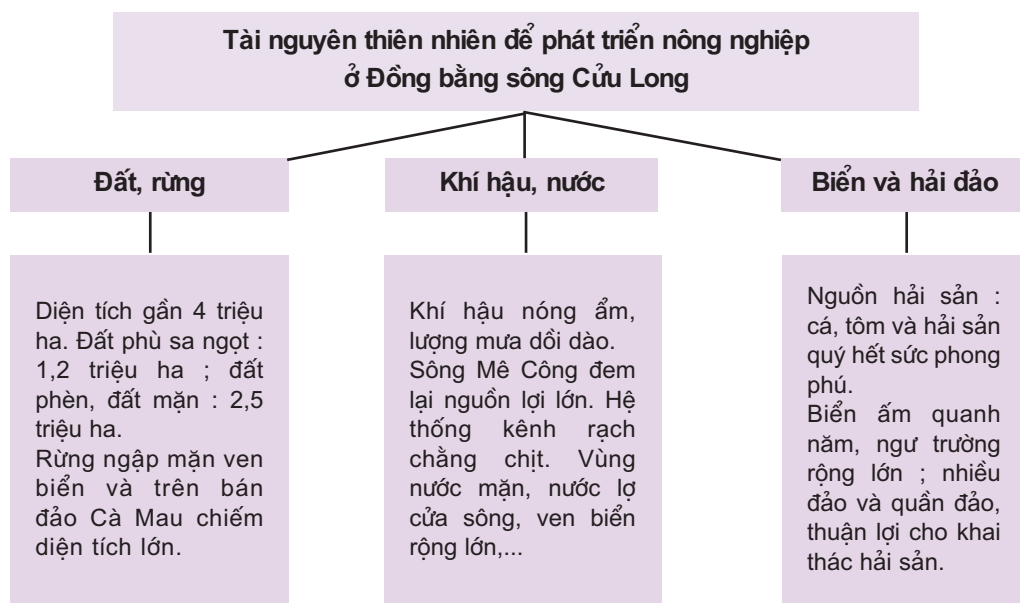 Tài nguyên thiên nhiên để phát triển nông nghiệp
ở Đồng bằng sông Cửu Long
Đất, rừng
Khí hậu, nước
Biển và hải đảo
Diện tích gần 4 triệu
ha. Đất phù sa ngọt :
1,2 triệu ha ; đất
phèn, đất mặn : 2,5
triệu ha.
Rừng ngập mặn ven
biển và trên bán
đảo Cà Mau chiếm
diện tích lớn.
Khí hậu nóng ẩm,
lượng mưa dồi dào.
Sông Mê Công đem
lại nguồn lợi lớn. Hệ
thống kênh rạch
chằng chịt. Vùng
nước mặn, nước lợ
cửa sông, ven biển
rộng lớn,...
Nguồn hải sản :
cá, tôm và hải sản
quý hết sức phong
phú.
Biển ấm quanh
năm, ngư trường
rộng lớn ; nhiều
đảo và quần đảo,
thuận lợi cho khai
thác hải sản.